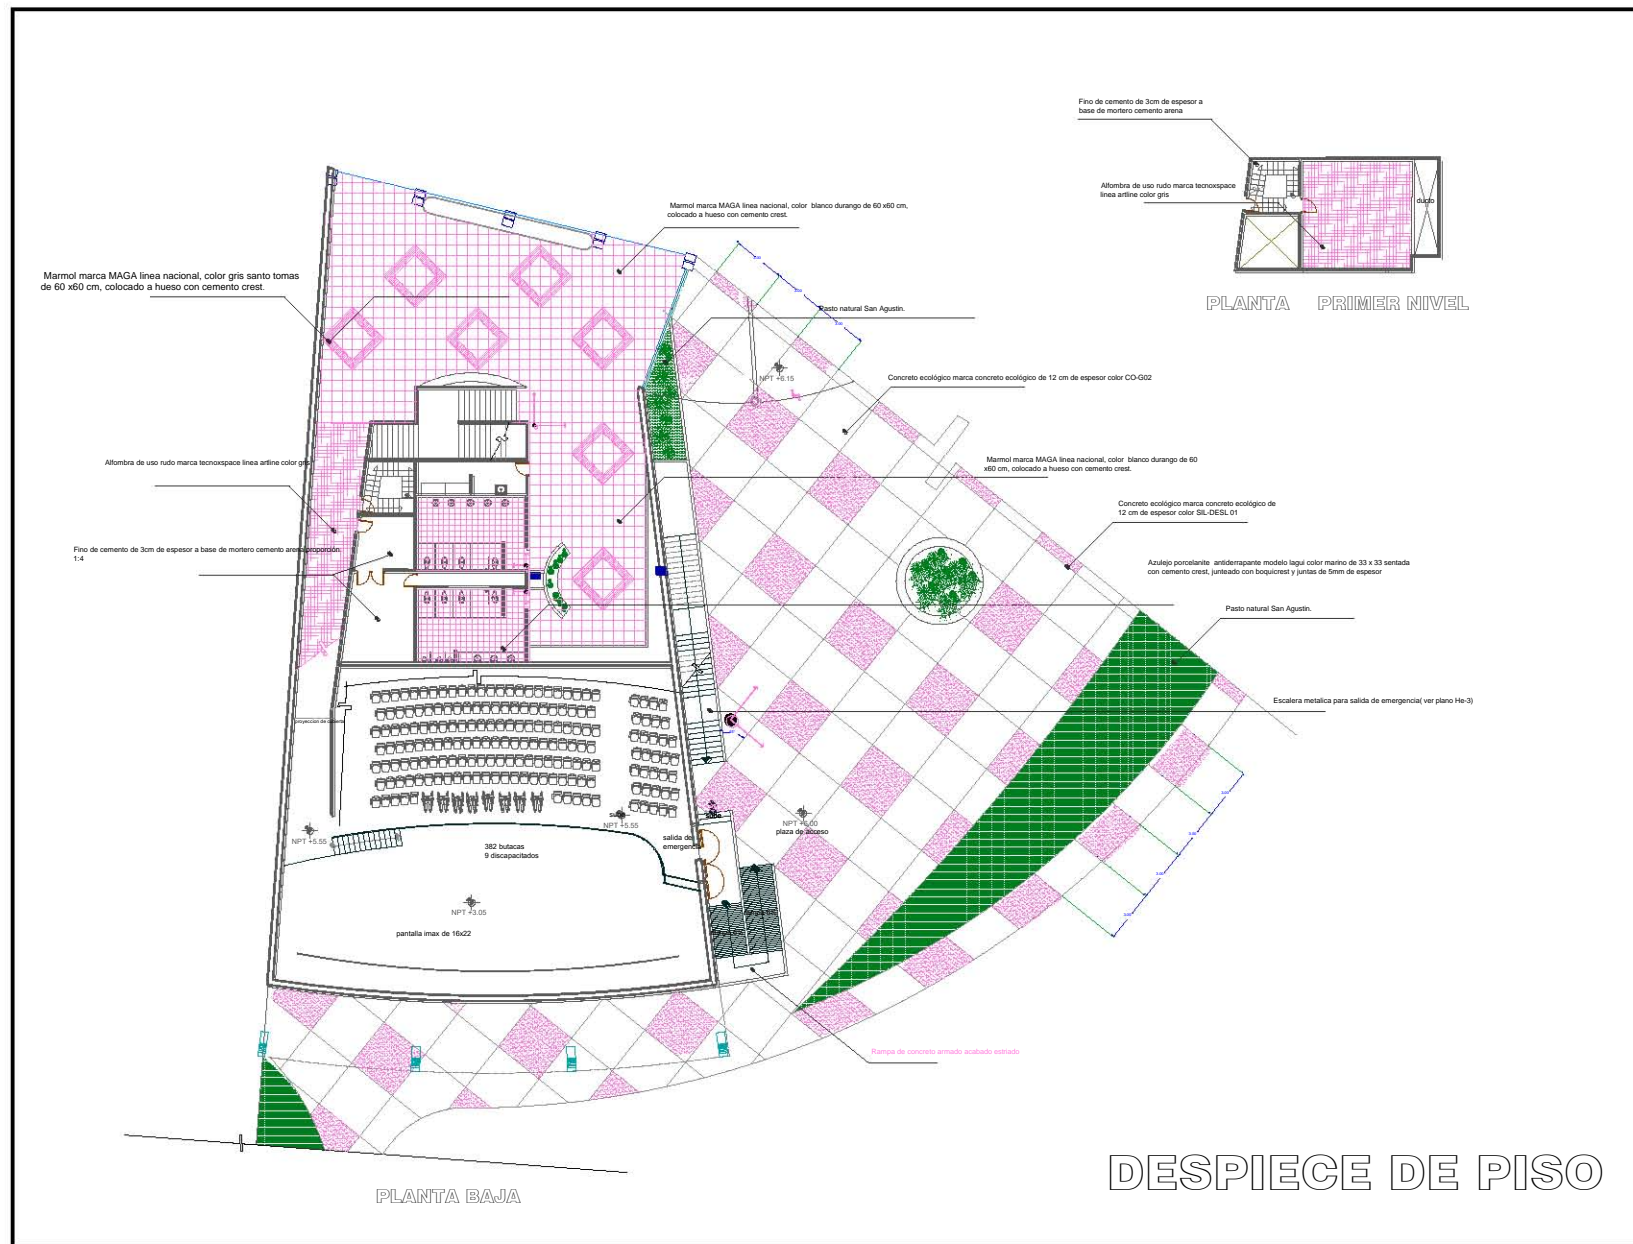 Fino de cemento de 3cm de espesor a
base de mortero cemento arena
Alfombra de uso rudo marca tecnoxspace
linea artline color gris
ducto
PLANTA PRIMER NIVEL
Marmol marca MAGA linea nacional, color blanco durango de 60 x60 cm,
colocado a hueso con cemento crest.
Marmol marca MAGA linea nacional, color gris santo tomas
de 60 x60 cm, colocado a hueso con cemento crest.
Pasto natural San Agustin.
NPT +6.15
Concreto ecológico marca concreto ecológico de 12 cm de espesor color CO-G02
Alfombra de uso rudo marca tecnoxspace linea artline color gris
Marmol marca MAGA linea nacional, color blanco durango de 60
x60 cm, colocado a hueso con cemento crest.
Concreto ecológico marca concreto ecológico de
12 cm de espesor color SIL-DESL 01
Fino de cemento de 3cm de espesor a base de mortero cemento arena proporción
1:4
Azulejo porcelanite antiderrapante modelo lagui color marino de 33 x 33 sentada
con cemento crest, junteado con boquicrest y juntas de 5mm de espesor
Pasto natural San Agustin.
Escalera metalica para salida de emergencia( ver plano He-3)
proyeccion de cubierta
sube
sube
NPT +5.55
NPT +5.55
NPT +6.00
plaza de acceso
salida de
emergencia
382 butacas
9 discapacitados
NPT +3.05
pantalla imax de 16x22
Rampa de concreto armado acabado estriado
DESPIECE DE PISO
PLANTA BAJA